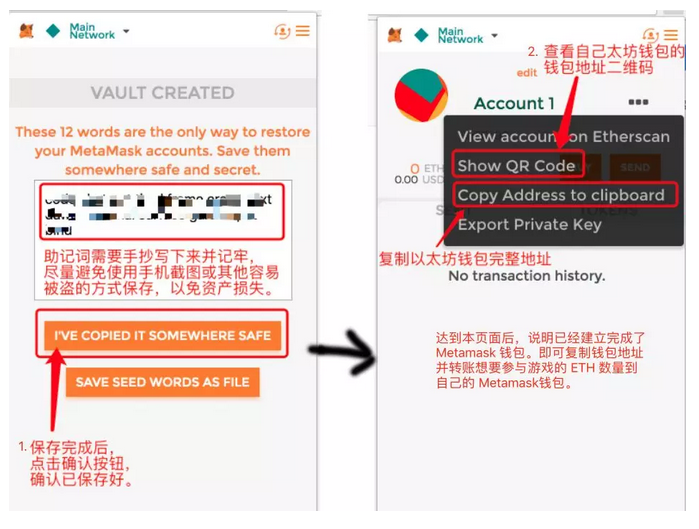 Main
Network
VAULT CREATED
These 12 words are the only way to restore
your MetaMask accounts. Save them
somewhere safe and secret.
助记词需要手抄写下来并记牢,
尽量避免使用手机截图或其他容易
被盗的方式保存，以免资产损失。
I'VE COPIED IT SOMEWHERE SAFE
SAVE SEED WORDS AS FILE
1. 保存完成后，
点击确认按钮，
确认已保存好。
Main
Network
2. 查看自己太坊钱包的
钱包地址二维码
edit
Account 1
View account on Etherscan
0 ETH
0.00 USD
SEND
Show QR Code
Copy Address to clipboard
Export Private Key
复制以太坊钱包完整地址
No transaction history.
达到本页面后，说明已经建立完成了
Metamask 钱包。即可复制钱包地址
并转账想要参与游戏的 ETH 数量到
自己的 Metamask钱包。